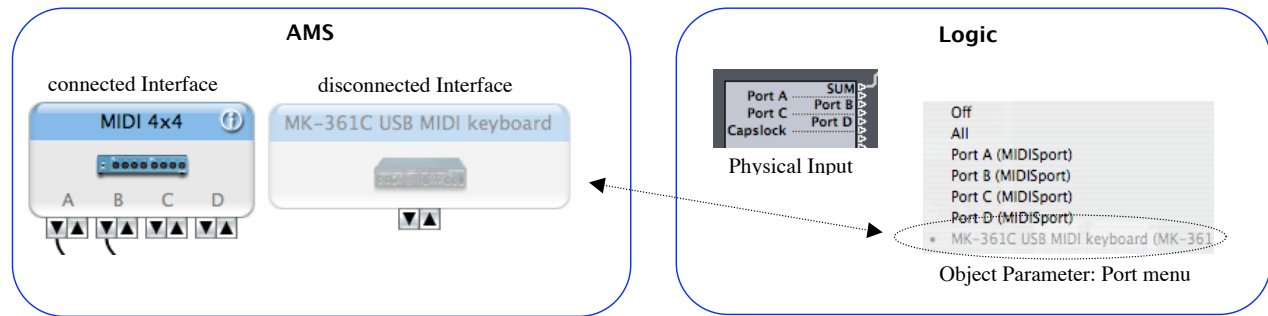 AMS
connected Interface
disconnected Interface
MIDI 4x4
MK-361C USB MIDI keyboard
A B C D
Logic
SUM
Port A Port B
Port C Port D
Capslock
Physical Input
Off
All
Port A (MIDISport)
Port B (MIDISport)
Port C (MIDISport)
Port D (MIDISport)
• MK-361C USB MIDI keyboard (MK-361
Object Parameter: Port menu